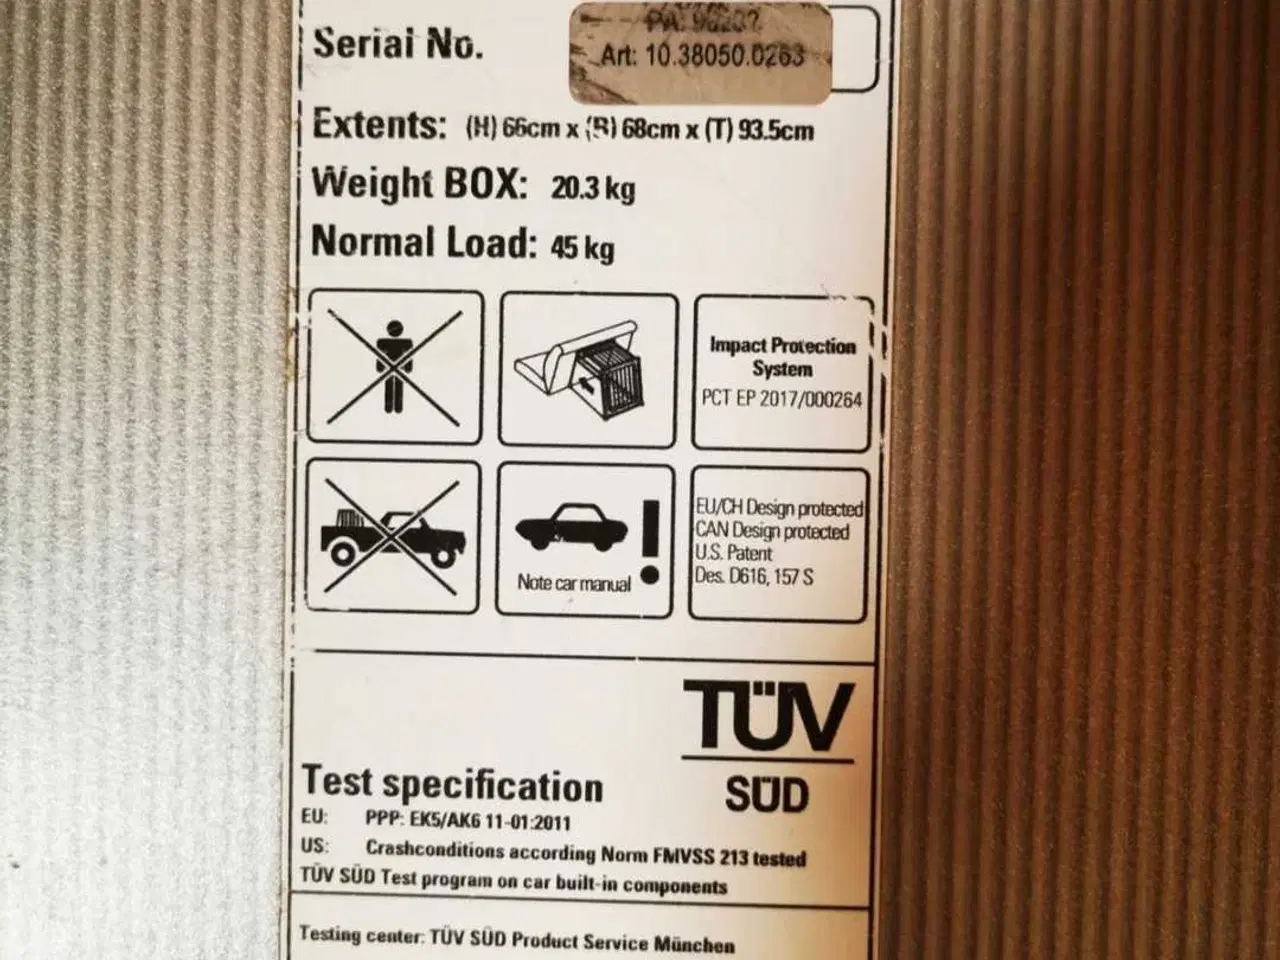 Serial No.
Art: 10.38050.0263
Extents: (H) 66cm x (B) 68cm x (T) 93.5cm
Weight BOX: 20.3 kg
Normal Load: 45 kg
Impact Protection
System
PCT EP 2017/000264
Note car manual !
EU/CH Design protected
CAN Design protected
U.S. Patent
Des. D616, 157 S
TÜV
SÜD
Test specification
EU: PPP: EK5/AK6 11-01:2011
US: Crashconditions according Norm FMVSS 213 tested
TÜV SÜD Test program on car built-in components
Testing center: TÜV SÜD Product Service München